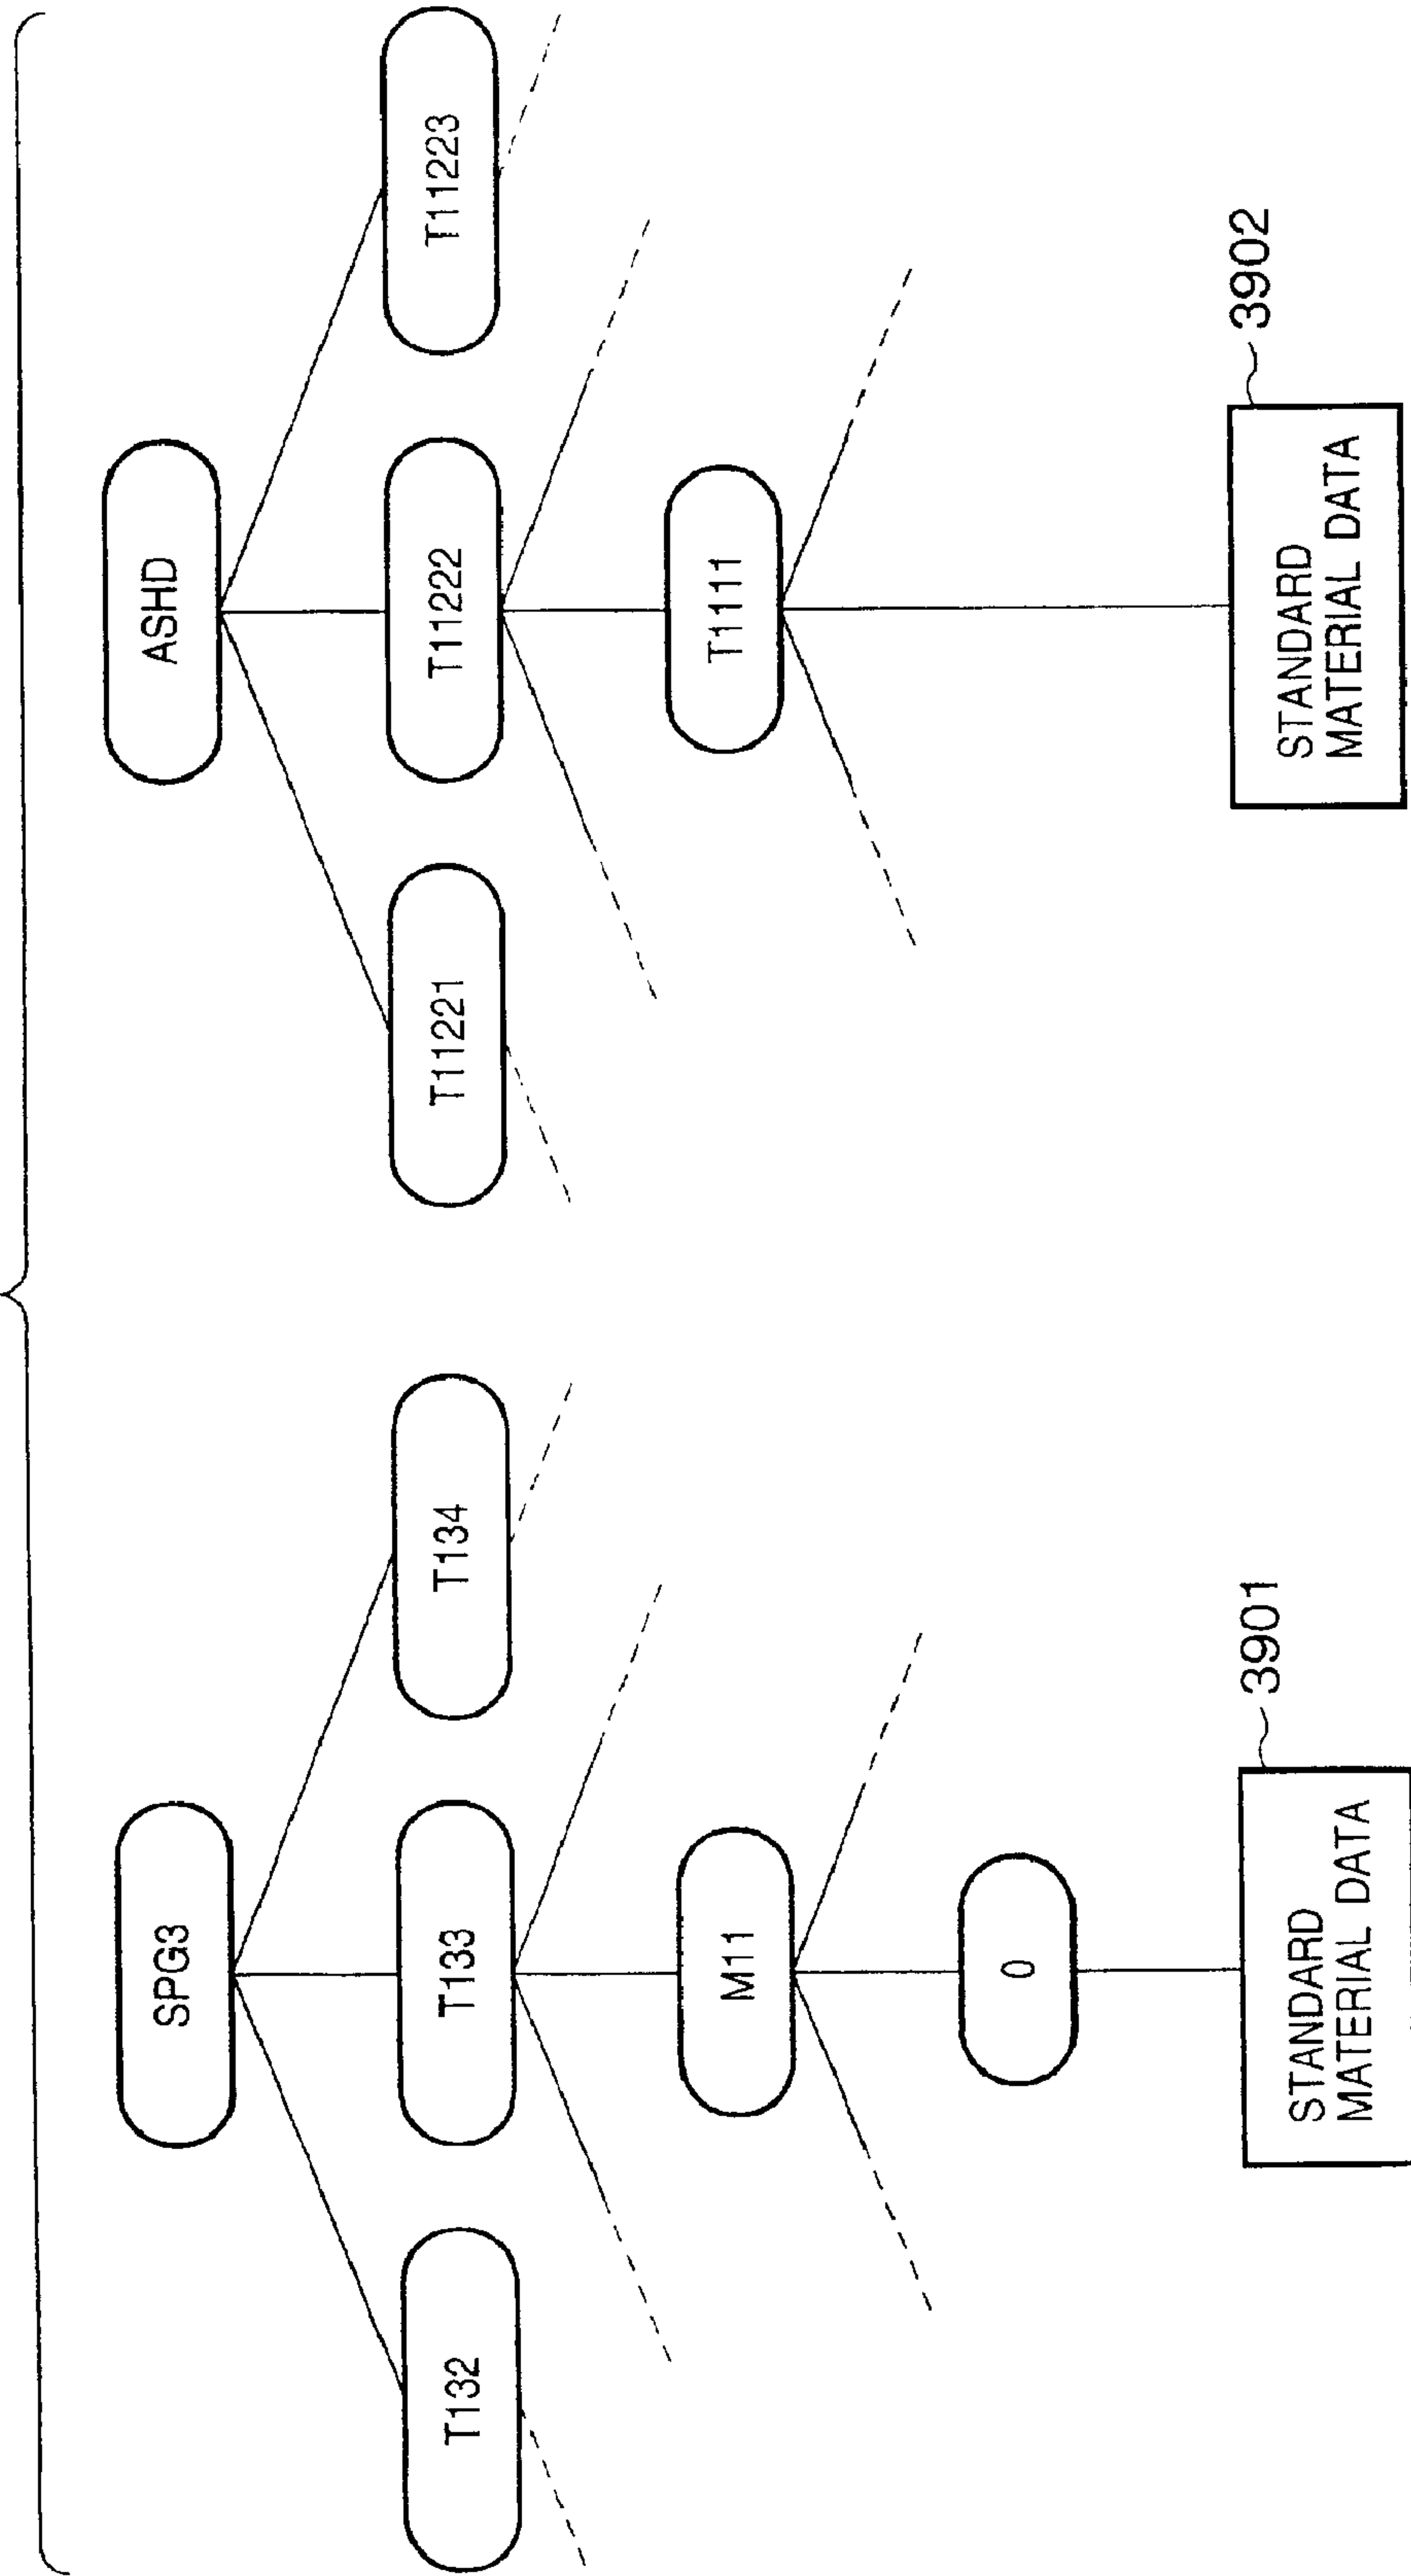 SPG3
T132
T133
T134
M11
0
STANDARD
MATERIAL DATA
3901
ASHD
T11221
T11222
T11223
T1111
STANDARD
MATERIAL DATA
3902